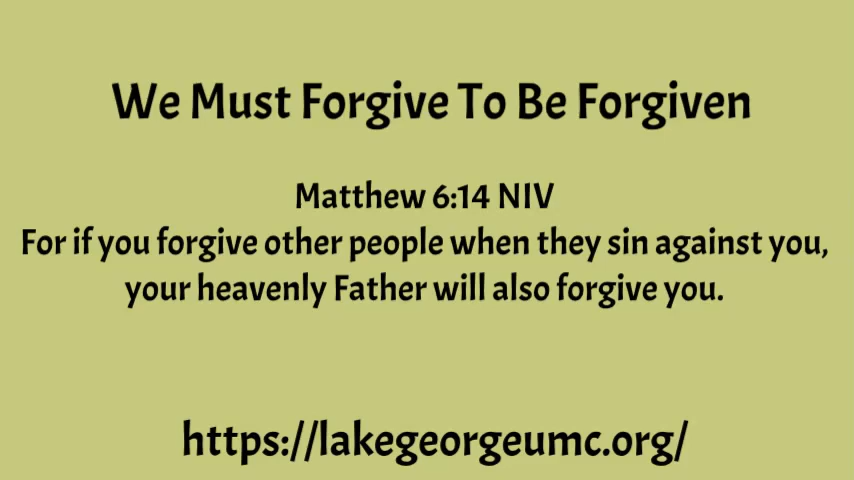 We Must Forgive To Be Forgiven
Matthew 6:14 NIV
For if you forgive other people when they sin against you,
your heavenly Father will also forgive you.
https://lakegeorgeumc.org/